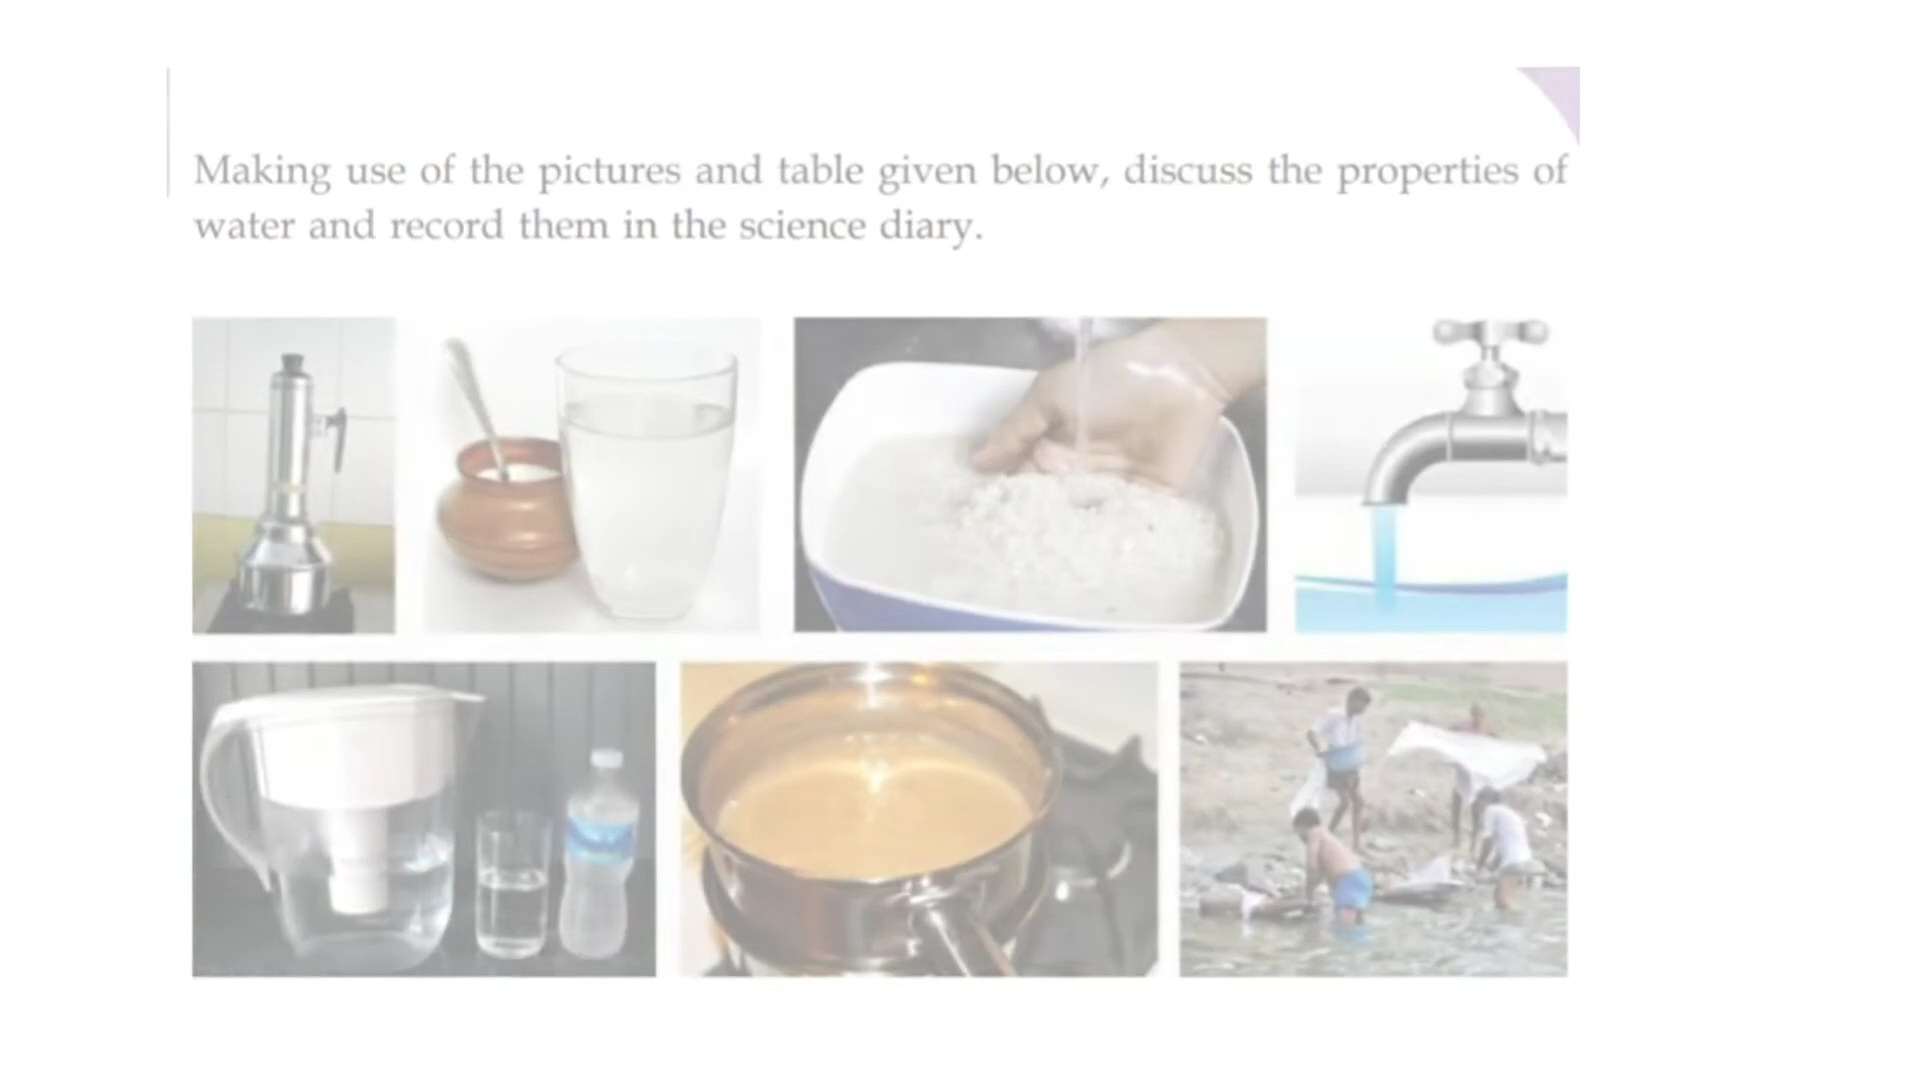 Making use of the pictures and table given below, discuss the properties of
water and record them in the science diary.